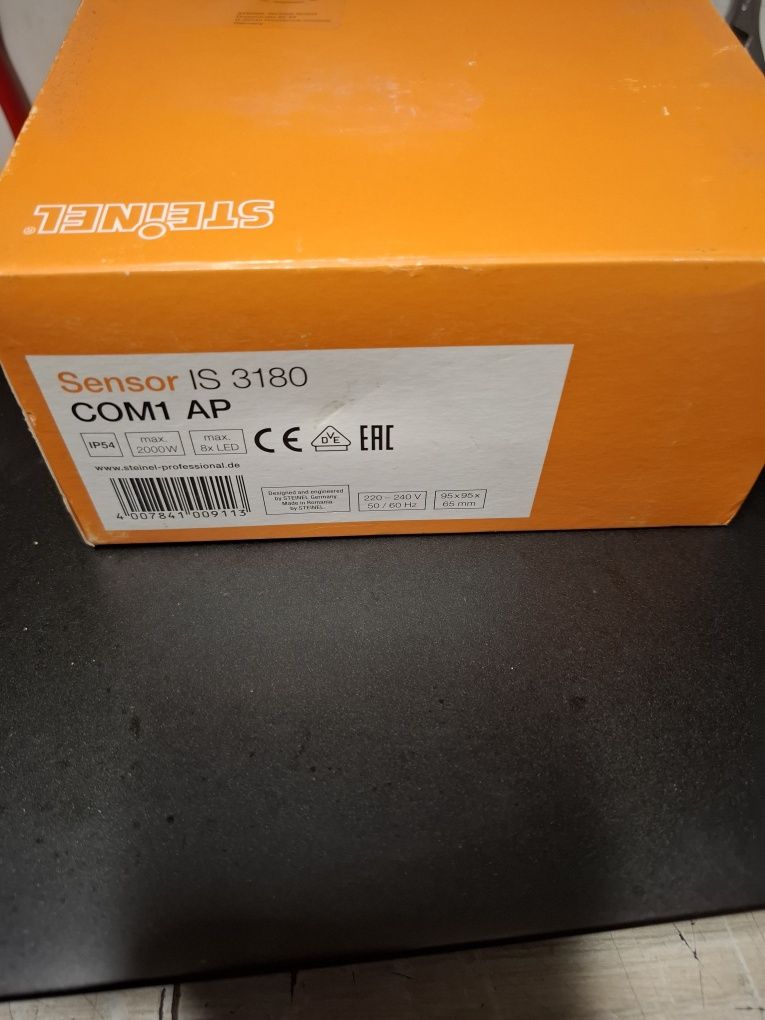 STEINEL®
Sensor IS 3180
COM1 AP
IP54
max.
2000W
max.
8x LED
CE
DVE
EAC
www.steinel-professional.de
4 007841 009113
Designed and engineered
by STEINEL Germany
Made in Romania
by STEINEL
220 – 240 V
50 / 60 Hz
95x95x
65 mm